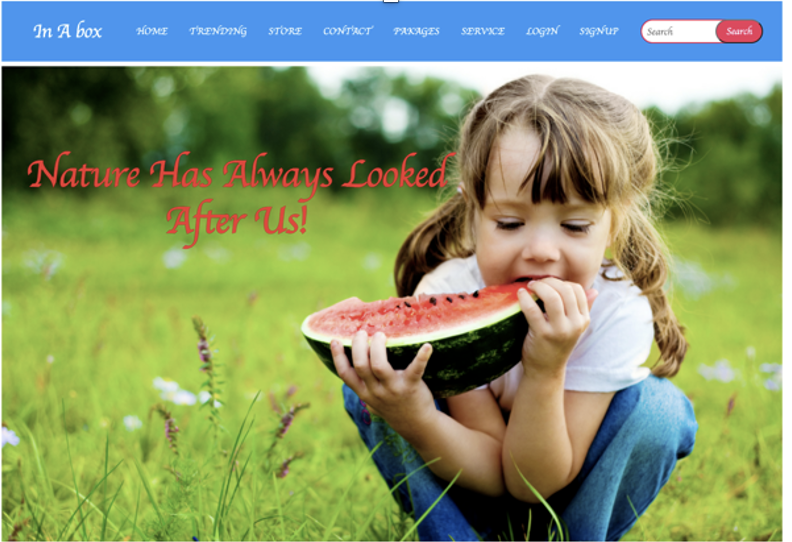 In A box
HOME TRENDING STORE CONTACT PAKAGES SERVICE LOGIN SIGNUP
Search Search
Nature Has Always Looked
After Us!